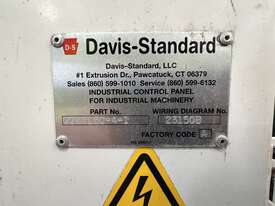 D-S Davis-Standard
Davis-Standard, LLC
#1 Extrusion Dr., Pawcatuck, CT 06379
Sales (860) 599-1010 Service (860) 599-6132
INDUSTRIAL CONTROL PANEL
FOR INDUSTRIAL MACHINERY
PART No. WIRING DIAGRAM No.
23150B
FACTORY CODE